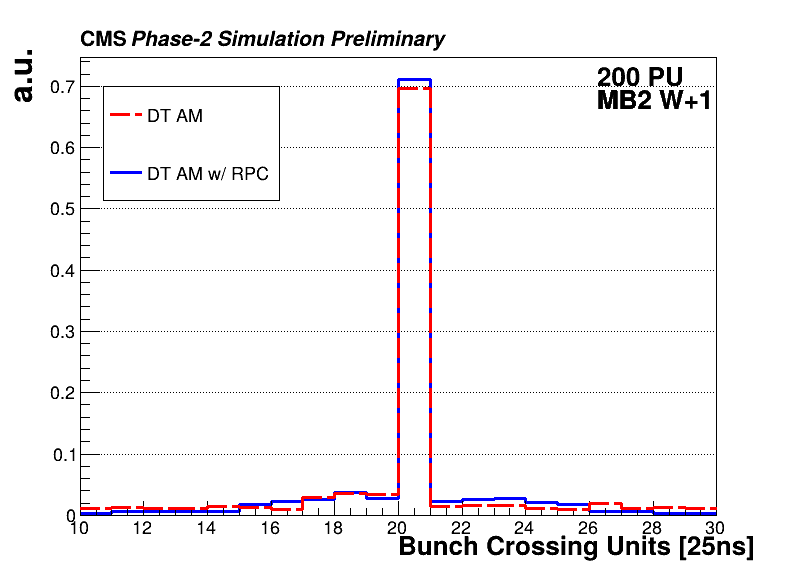 CMS Phase-2 Simulation Preliminary
a.u.
200 PU
MB2 W+1
DT AM
DT AM w/ RPC
0.7
0.6
0.5
0.4
0.3
0.2
0.1
0
10 12 14 16 18 20 22 24 26 28 30
Bunch Crossing Units [25ns]